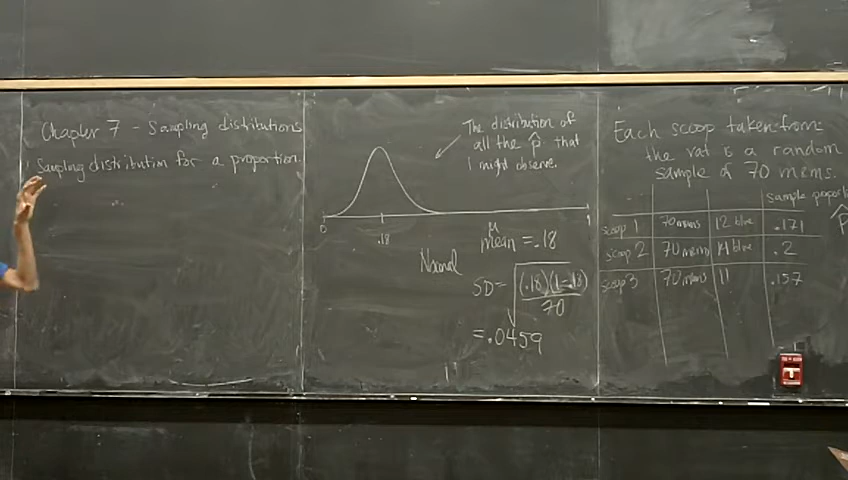 Chapter 7 - Sampling distributions
Sampling distribution for a proportion.
The distribution of
all the p̂ that
I might observe.
0
.18
1
μ
mean = .18
Normal
SD = √((.18)(1-.18)/70)
= .0459
Each scoop taken from
the vat is a random
sample of 70 mems.
sample proportio
p̂
scoop 1 70 mems 12 blue .171
scoop 2 70 mems 14 blue .2
scoop 3 70 mems 11 .157
T